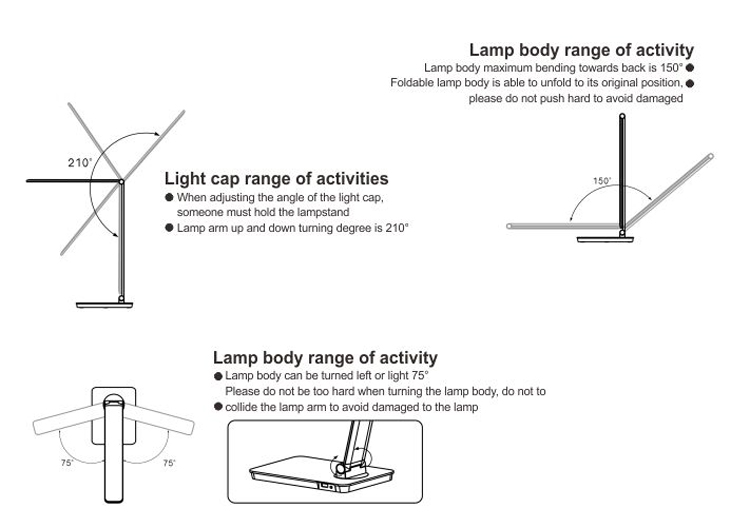 Lamp body range of activity
Lamp body maximum bending towards back is 150°
Foldable lamp body is able to unfold to its original position,
please do not push hard to avoid damaged
150°
210°
Light cap range of activities
When adjusting the angle of the light cap,
someone must hold the lampstand
Lamp arm up and down turning degree is 210°
Lamp body range of activity
Lamp body can be turned left or light 75°
Please do not be too hard when turning the lamp body, do not to
collide the lamp arm to avoid damaged to the lamp
75°
75°